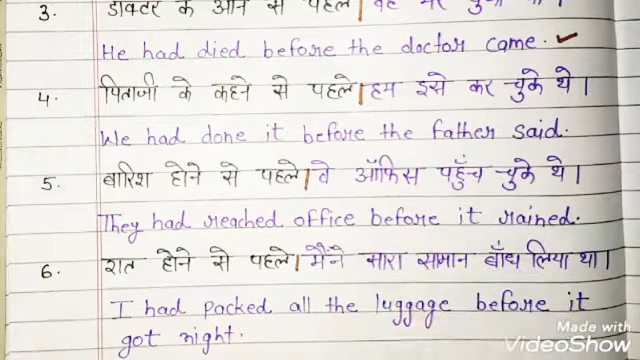 3. डाक्टर के आने से पहले| वह मर चुका था।
He had died before the doctor came. ✓
4. पिताजी के कहने से पहले| हम इसे कर चुके थे।
We had done it before the father said.
5. बारिश होने से पहले| वे ऑफिस पहुँच चुके थे।
They had reached office before it rained.
6. रात होने से पहले| मैंने सारा सामान बाँध लिया था।
I had packed all the luggage before it
got night.
Made with
VideoShow